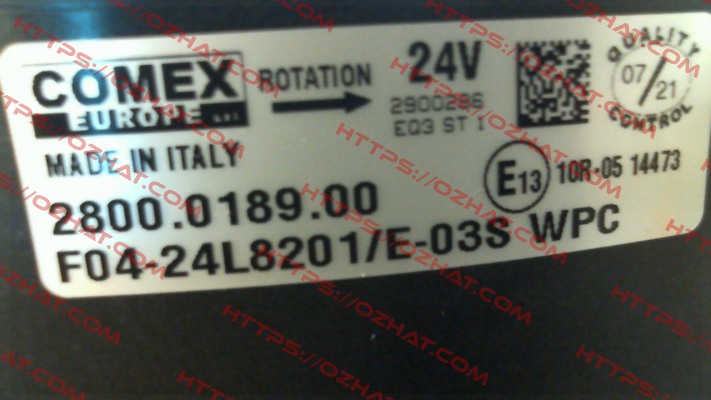 COMEX
EUROPE s.r.l.
ROTATION
24V
2900286
EQ3 ST 1
QUALITY
07/21
CONTROL
MADE IN ITALY
E13
10R-05 14473
2800.0189.00
F04-24L8201/E-03S WPC
HTTPS://OZHAT.COM